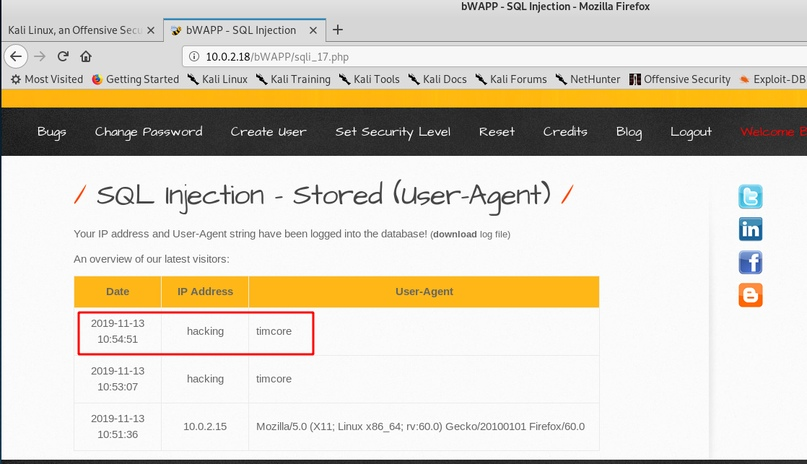 bWAPP - SQL Injection - Mozilla Firefox
Kali Linux, an Offensive Secu × bWAPP - SQL Injection × +
10.0.2.18/bWAPP/sqli_17.php
Most Visited Getting Started Kali Linux Kali Training Kali Tools Kali Docs Kali Forums NetHunter Offensive Security Exploit-DB
Bugs Change Password Create User Set Security Level Reset Credits Blog Logout Welcome B
/ SQL Injection - Stored (User-Agent) /
Your IP address and User-Agent string have been logged into the database! (download log file)
An overview of our latest visitors:
Date IP Address User-Agent
2019-11-13
10:54:51 hacking timcore
2019-11-13
10:53:07 hacking timcore
2019-11-13
10:51:36 10.0.2.15 Mozilla/5.0 (X11; Linux x86_64; rv:60.0) Gecko/20100101 Firefox/60.0